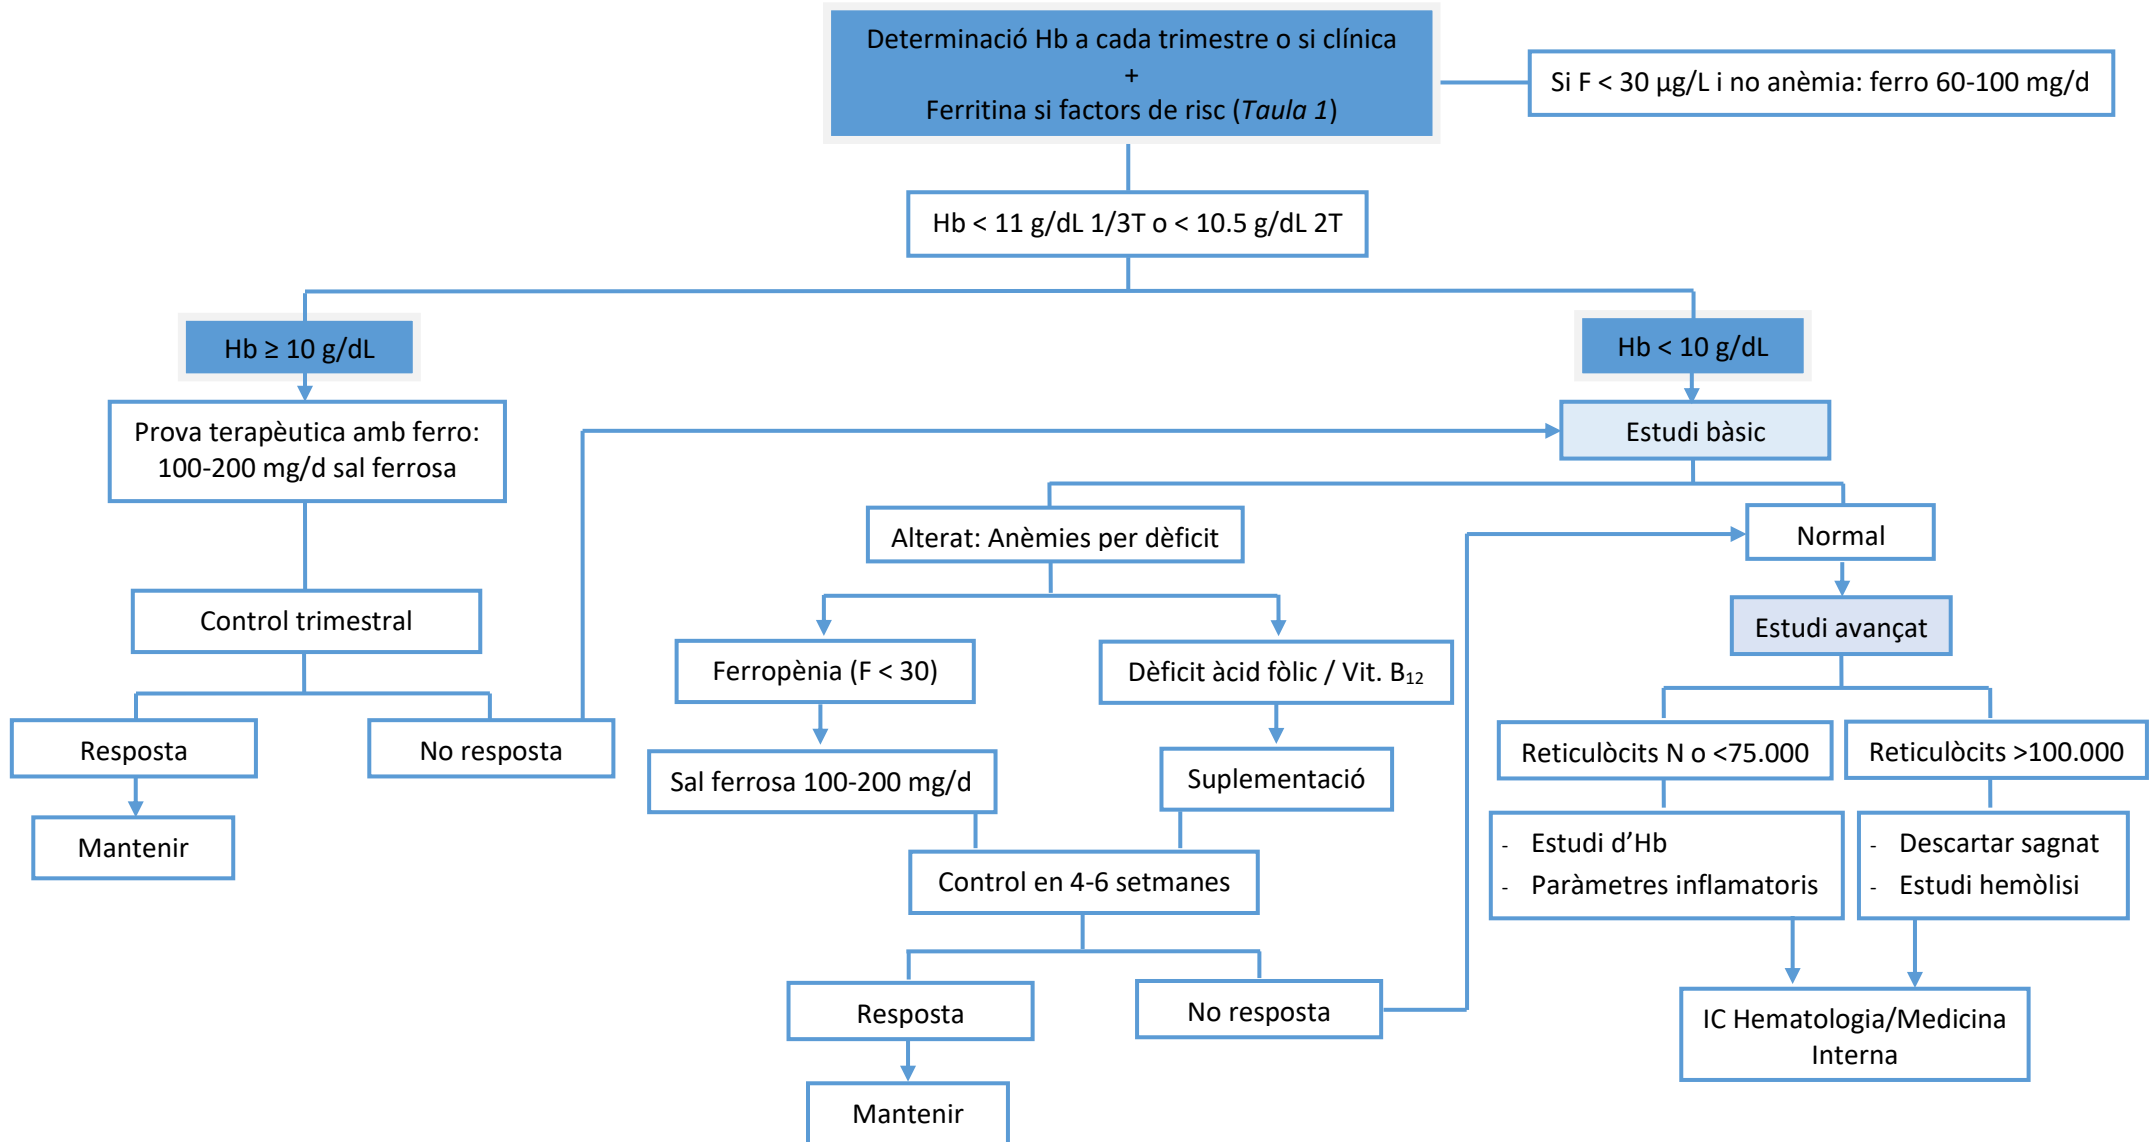 Determinació Hb a cada trimestre o si clínica
+
Ferritina si factors de risc (Taula 1)
Si F < 30 µg/L i no anèmia: ferro 60-100 mg/d
Hb < 11 g/dL 1/3T o < 10.5 g/dL 2T
Hb ≥ 10 g/dL
Hb < 10 g/dL
Prova terapèutica amb ferro:
100-200 mg/d sal ferrosa
Estudi bàsic
Alterat: Anèmies per dèficit
Normal
Control trimestral
Estudi avançat
Ferropènia (F < 30)
Dèficit àcid fòlic / Vit. B₁₂
Resposta
No resposta
Sal ferrosa 100-200 mg/d
Suplementació
Reticulòcits N o <75.000
Reticulòcits >100.000
Mantenir
- Estudi d’Hb
- Paràmetres inflamatoris
- Descartar sagnat
- Estudi hemòlisi
Control en 4-6 setmanes
Resposta
No resposta
IC Hematologia/Medicina
Interna
Mantenir